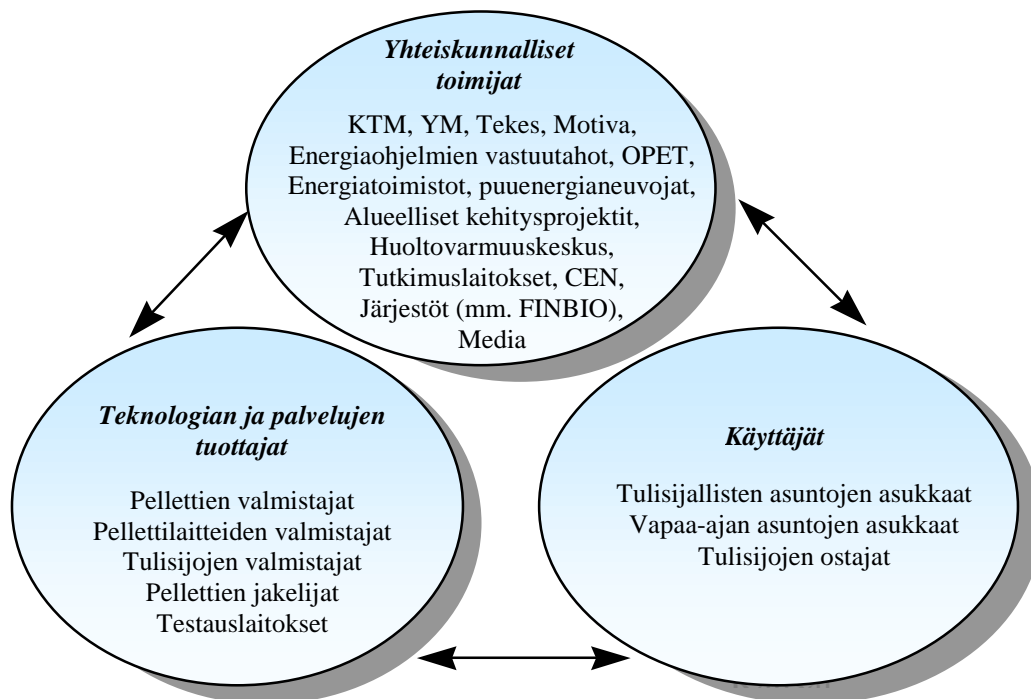 Yhteiskunnalliset
toimijat
KTM, YM, Tekes, Motiva,
Energiaohjelmien vastuutahot, OPET,
Energiatoimistot, puuenergianeuvojat,
Alueelliset kehitysprojektit,
Huoltovarmuuskeskus,
Tutkimuslaitokset, CEN,
Järjestöt (mm. FINBIO),
Media
Teknologian ja palvelujen
tuottajat
Pellettien valmistajat
Pellettilaitteiden valmistajat
Tulisijojen valmistajat
Pellettien jakelijat
Testauslaitokset
Käyttäjät
Tulisijallisten asuntojen asukkaat
Vapaa-ajan asuntojen asukkaat
Tulisijojen ostajat